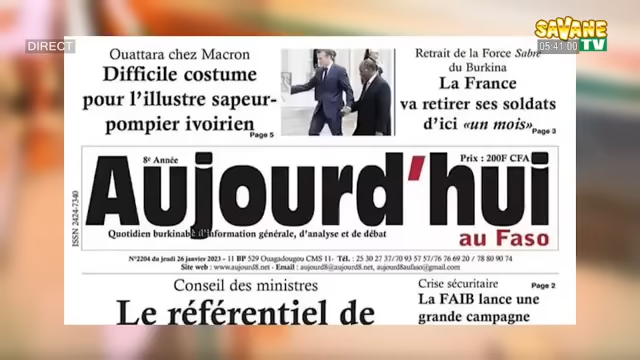 DIRECT
SAVANE
TV
05:41:00
Ouattara chez Macron
Difficile costume
pour l'illustre sapeur-
pompier ivoirien
Page 5
Retrait de la Force Sabre
du Burkina
La France
va retirer ses soldats
d'ici «un mois»
Page 3
ISSN 2424-7340
8e Année
Prix : 200F CFA
Aujourd'hui
au Faso
Quotidien burkinabè d'information générale, d'analyse et de débat
N°2204 du jeudi 26 janvier 2023 - 11 BP 529 Ouagadougou CMS 11- Tél. : 25 30 27 37/70 93 57 57/76 76 69 20 / 78 80 90 74
Site web : www.aujourd8.net - Email : aujourd8@aujourd8.net / aujourd8aufaso@gmail.com
Conseil des ministres
Le référentiel de
Crise sécuritaire
Page 2
La FAIB lance une
grande campagne